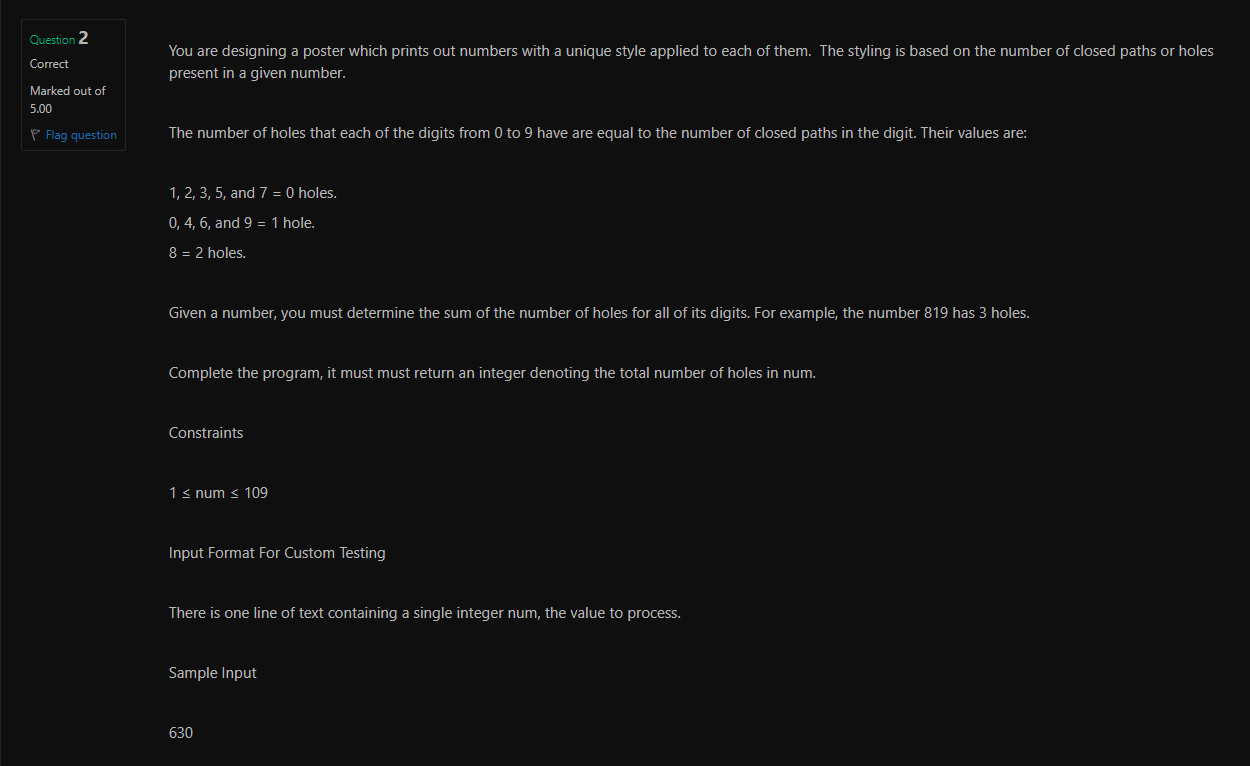 Question 2
Correct
Marked out of
5.00
Flag question
You are designing a poster which prints out numbers with a unique style applied to each of them.  The styling is based on the number of closed paths or holes
present in a given number.
The number of holes that each of the digits from 0 to 9 have are equal to the number of closed paths in the digit. Their values are:
1, 2, 3, 5, and 7 = 0 holes.
0, 4, 6, and 9 = 1 hole.
8 = 2 holes.
Given a number, you must determine the sum of the number of holes for all of its digits. For example, the number 819 has 3 holes.
Complete the program, it must must return an integer denoting the total number of holes in num.
Constraints
1 ≤ num ≤ 109
Input Format For Custom Testing
There is one line of text containing a single integer num, the value to process.
Sample Input
630